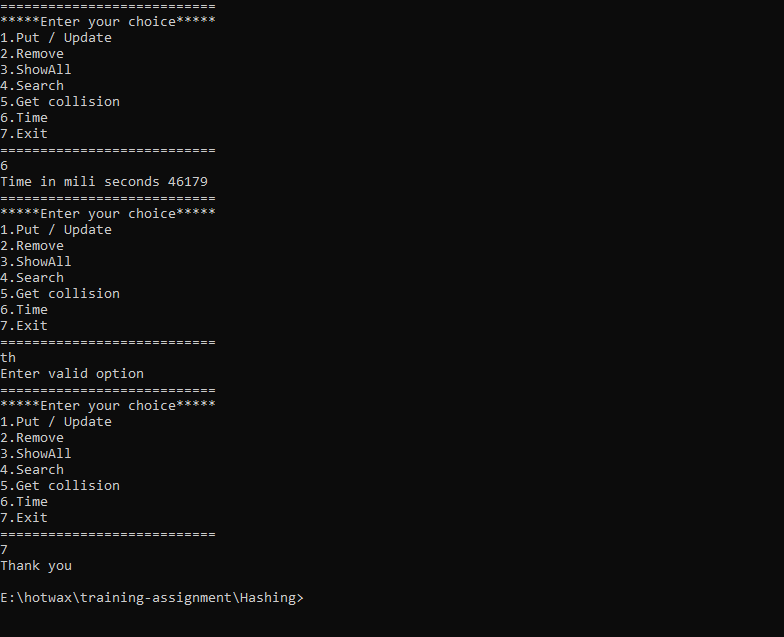 ===========================
*****Enter your choice*****
1.Put / Update
2.Remove
3.ShowAll
4.Search
5.Get collision
6.Time
7.Exit
===========================
6
Time in mili seconds 46179
===========================
*****Enter your choice*****
1.Put / Update
2.Remove
3.ShowAll
4.Search
5.Get collision
6.Time
7.Exit
===========================
th
Enter valid option
===========================
*****Enter your choice*****
1.Put / Update
2.Remove
3.ShowAll
4.Search
5.Get collision
6.Time
7.Exit
===========================
7
Thank you
E:\hotwax\training-assignment\Hashing>